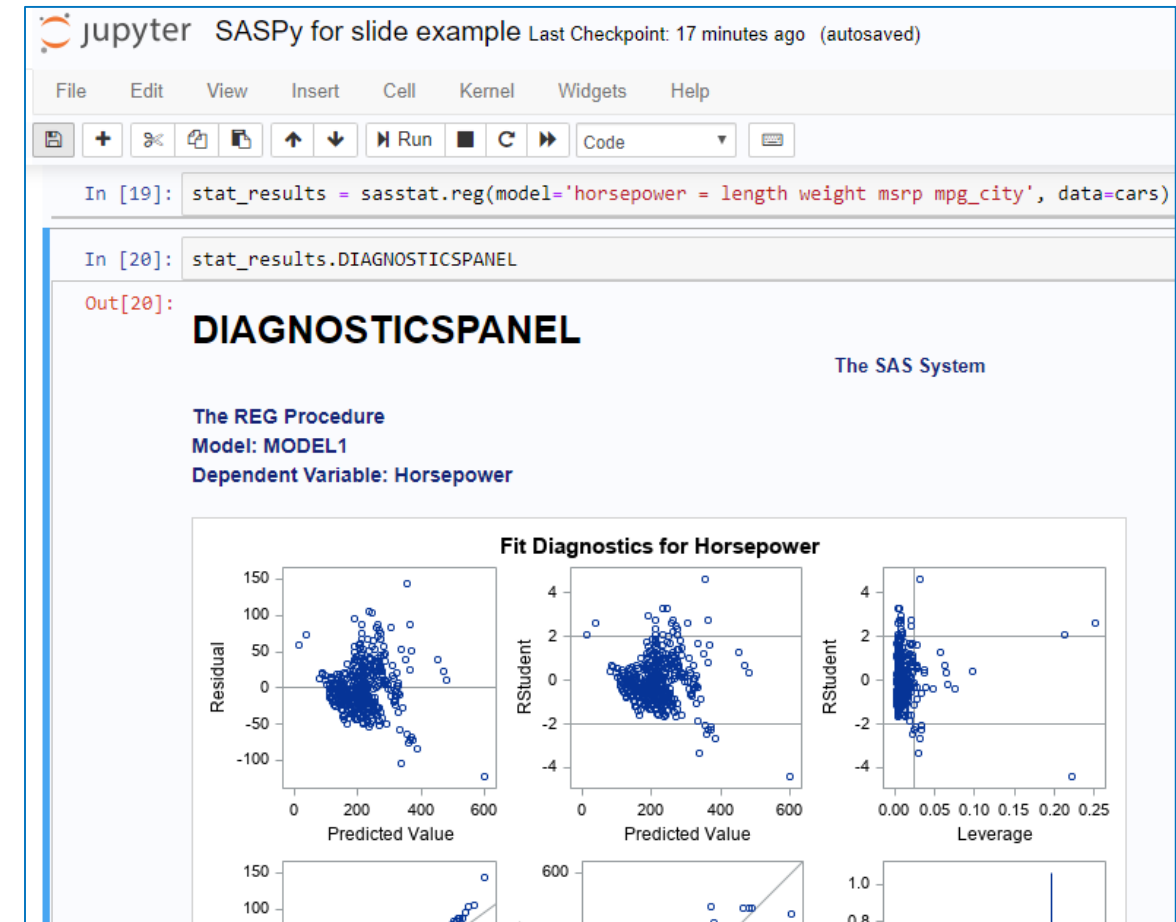 jupyter SASPy for slide example Last Checkpoint: 17 minutes ago (autosaved)
File Edit View Insert Cell Kernel Widgets Help
Run Code
In [19]: stat_results = sasstat.reg(model='horsepower = length weight msrp mpg_city', data=cars)
In [20]: stat_results.DIAGNOSTICSPANEL
Out[20]:
DIAGNOSTICSPANEL
The SAS System
The REG Procedure
Model: MODEL1
Dependent Variable: Horsepower
Fit Diagnostics for Horsepower
Residual
150
100
50
0
-50
-100
0 200 400 600
Predicted Value
RStudent
4
2
0
-2
-4
0 200 400 600
Predicted Value
RStudent
4
2
0
-2
-4
0.00 0.05 0.10 0.15 0.20 0.25
Leverage
150
100
600
1.0
0.8